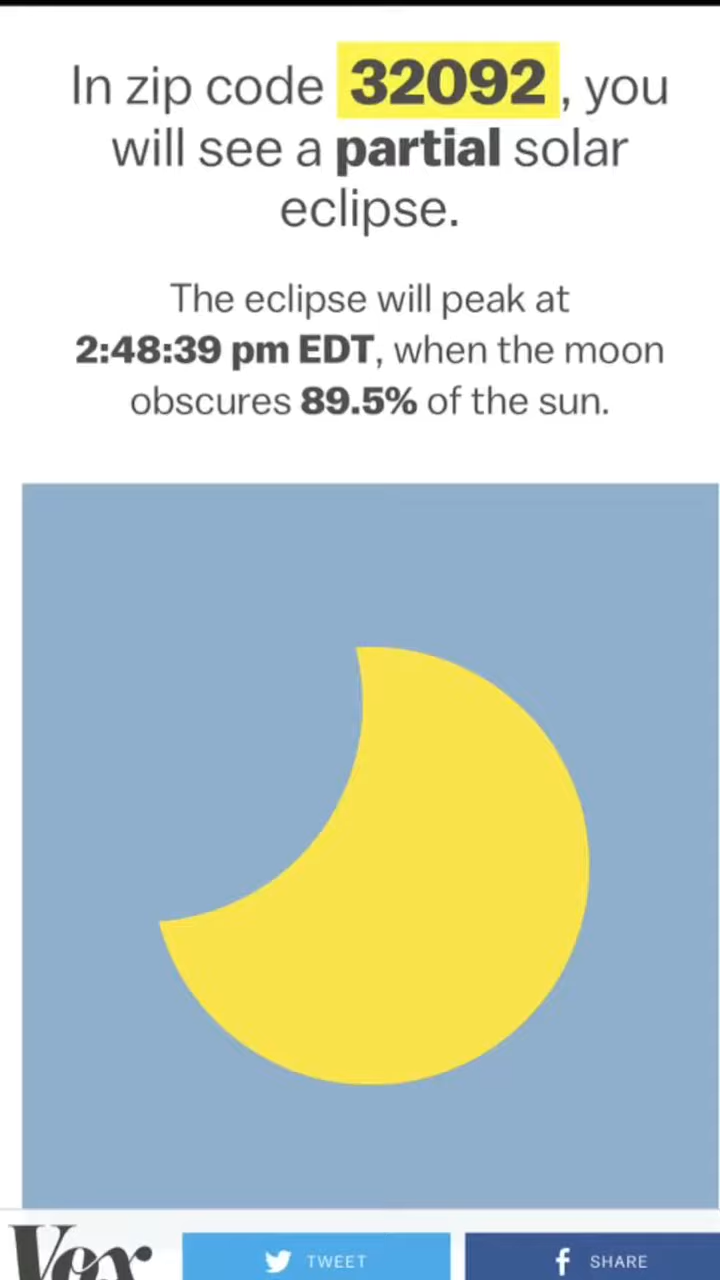 In zip code 32092, you
will see a partial solar
eclipse.
The eclipse will peak at
2:48:39 pm EDT, when the moon
obscures 89.5% of the sun.
Vox
TWEET
SHARE